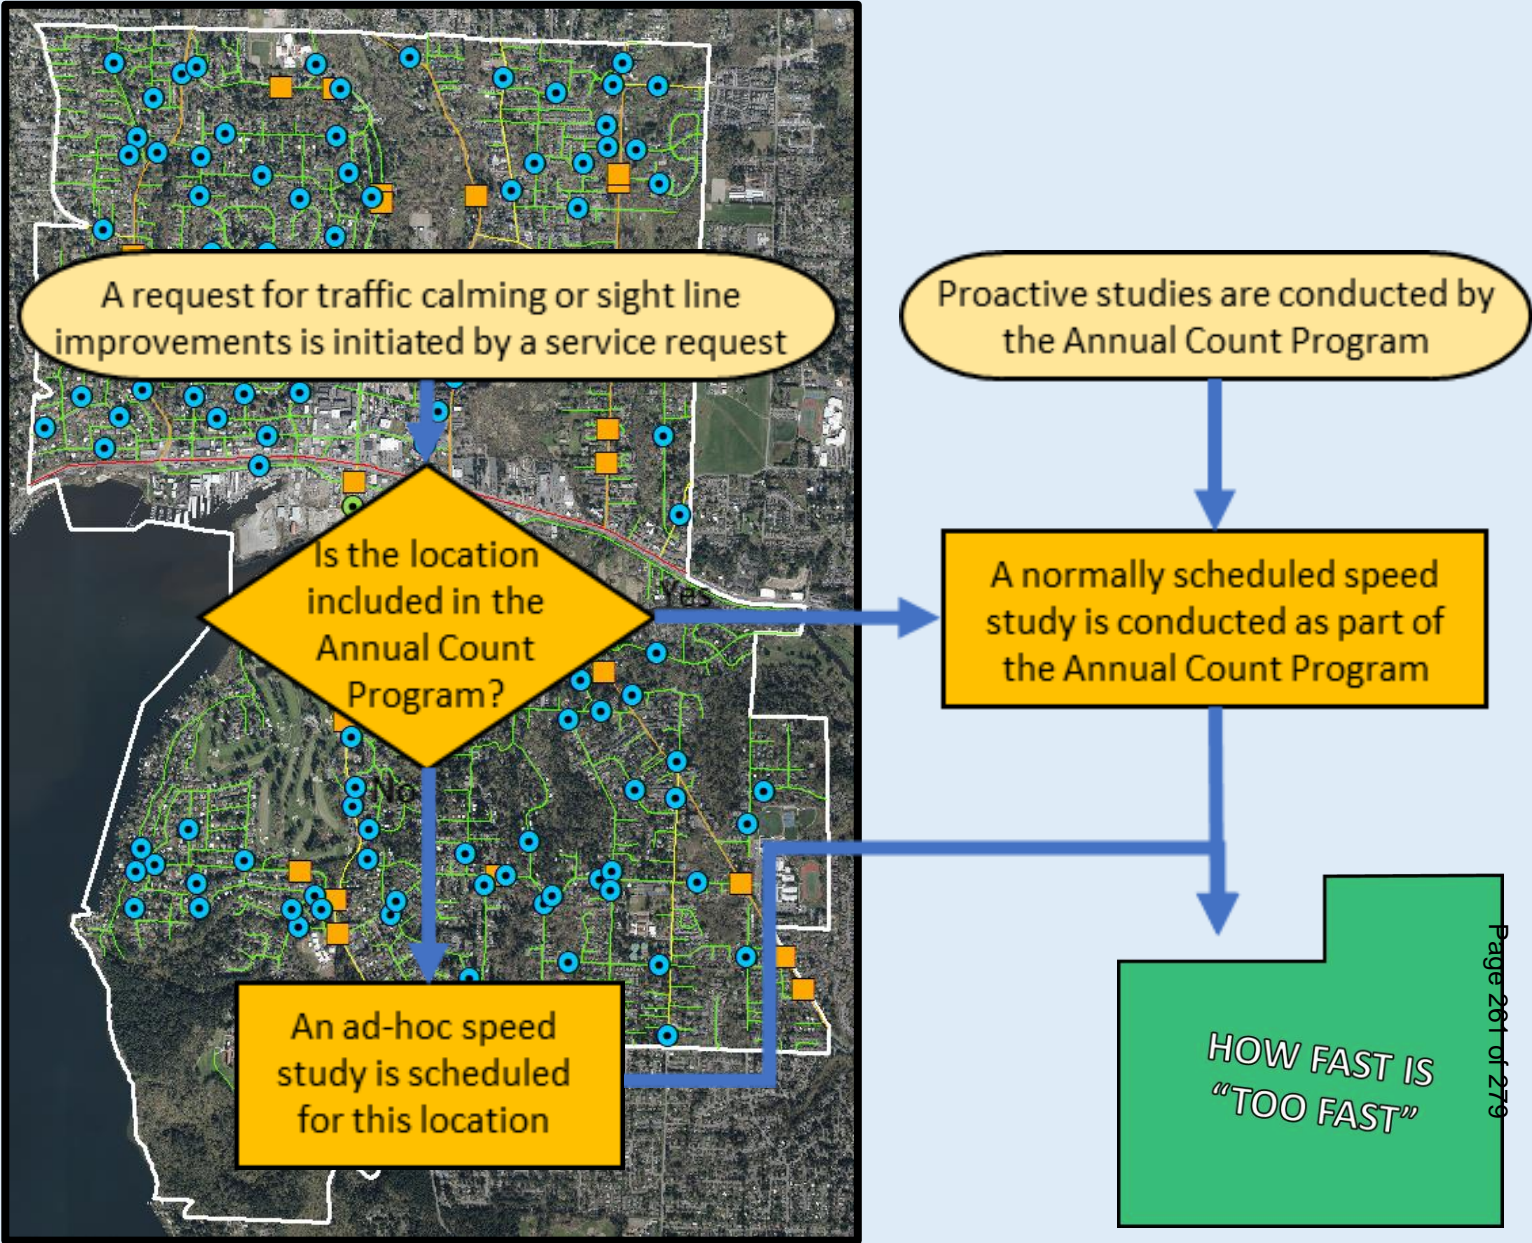 A request for traffic calming or sight line
improvements is initiated by a service request
Proactive studies are conducted by
the Annual Count Program
Is the location
included in the
Annual Count
Program?
Yes
A normally scheduled speed
study is conducted as part of
the Annual Count Program
No
An ad-hoc speed
study is scheduled
for this location
HOW FAST IS
“TOO FAST”
Page 261 of 279